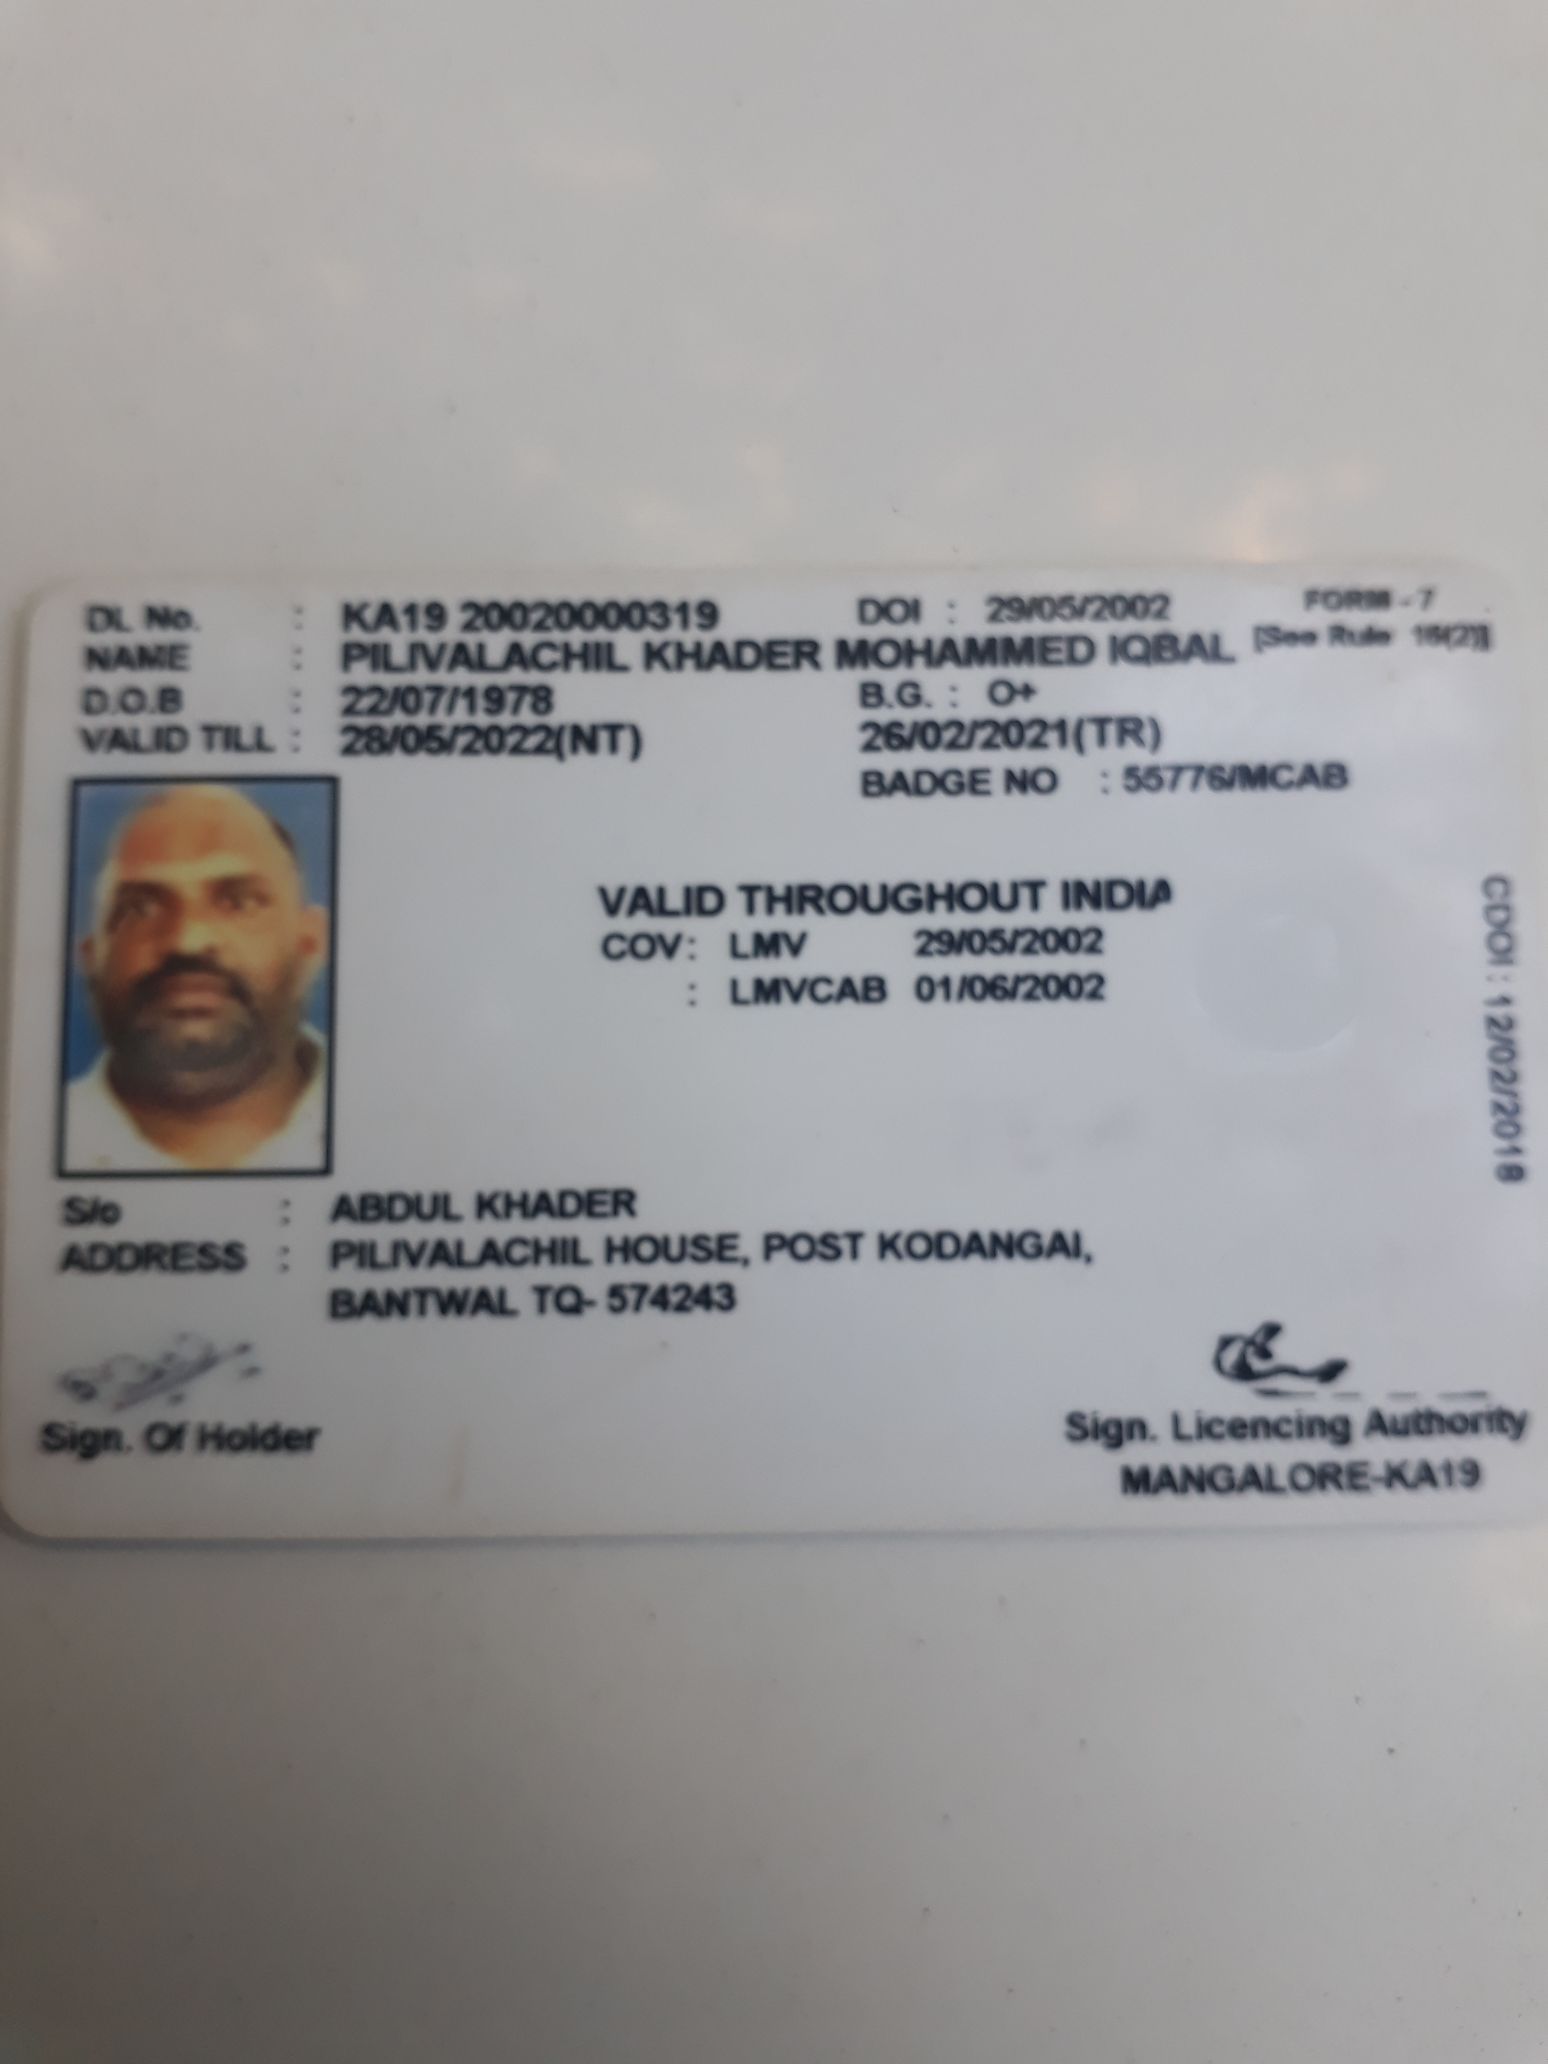 DL No. : KA19 20020000319 DOI : 29/05/2002 FORM - 7
NAME : PILIVALACHIL KHADER MOHAMMED IQBAL [See Rule 16(2)]
D.O.B : 22/07/1978 B.G. : O+
VALID TILL : 28/05/2022(NT) 26/02/2021(TR)
BADGE NO : 55776/MCAB
VALID THROUGHOUT INDIA
COV: LMV 29/05/2002
: LMVCAB 01/06/2002
CDOI : 12/02/2018
S/o : ABDUL KHADER
ADDRESS : PILIVALACHIL HOUSE, POST KODANGAI,
BANTWAL TQ- 574243
Sign. Of Holder
Sign. Licencing Authority
MANGALORE-KA19